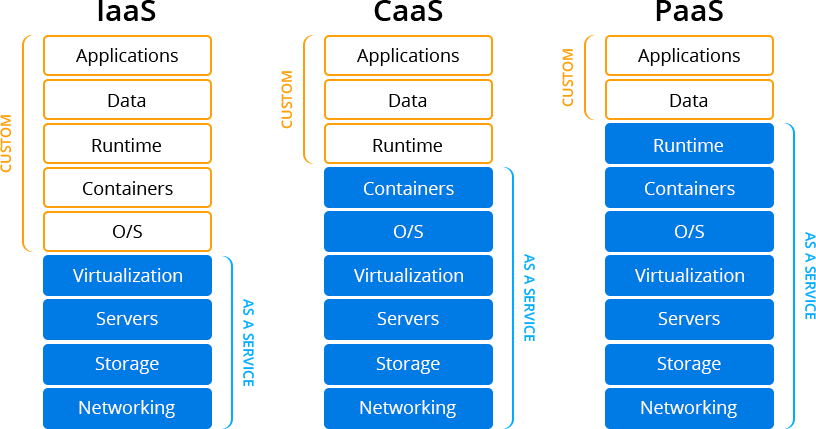 IaaS
CUSTOM
Applications
Data
Runtime
Containers
O/S
Virtualization
Servers
Storage
Networking
AS A SERVICE
CaaS
CUSTOM
Applications
Data
Runtime
Containers
O/S
Virtualization
Servers
Storage
Networking
AS A SERVICE
PaaS
CUSTOM
Applications
Data
Runtime
Containers
O/S
Virtualization
Servers
Storage
Networking
AS A SERVICE